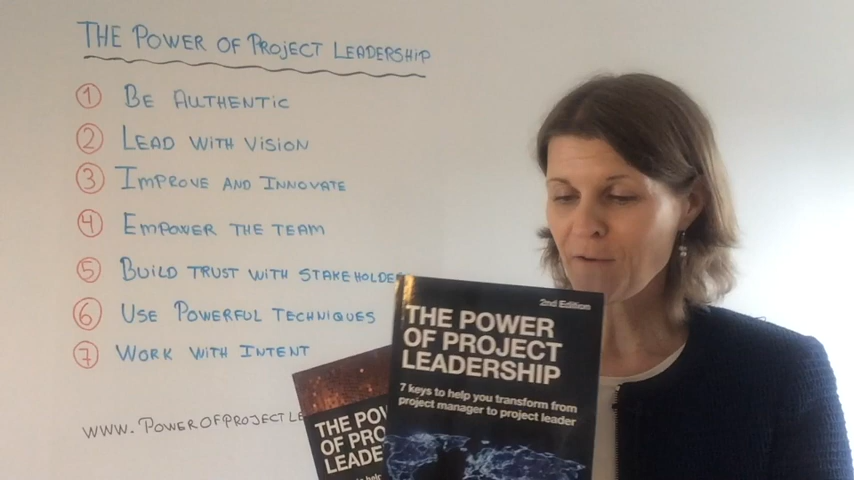 THE POWER OF PROJECT LEADERSHIP
1 BE AUTHENTIC
2 LEAD WITH VISION
3 IMPROVE AND INNOVATE
4 EMPOWER THE TEAM
5 BUILD TRUST WITH STAKEHOLDE
6 USE POWERFUL TECHNIQUES
7 WORK WITH INTENT
WWW.POWEROFPROJECTLE
2nd Edition
THE POWER
OF PROJECT
LEADERSHIP
7 keys to help you transform from
project manager to project leader
THE POW
OF PRO
LEADE